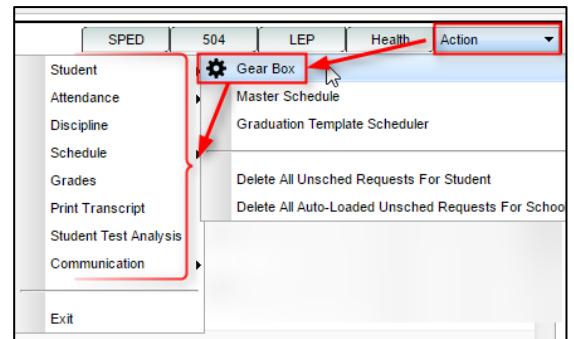 SPED 504 LEP Health Action
Student
Attendance
Discipline
Schedule
Grades
Print Transcript
Student Test Analysis
Communication
Exit
Gear Box
Master Schedule
Graduation Template Scheduler
Delete All Unsched Requests For Student
Delete All Auto-Loaded Unsched Requests For Schoo